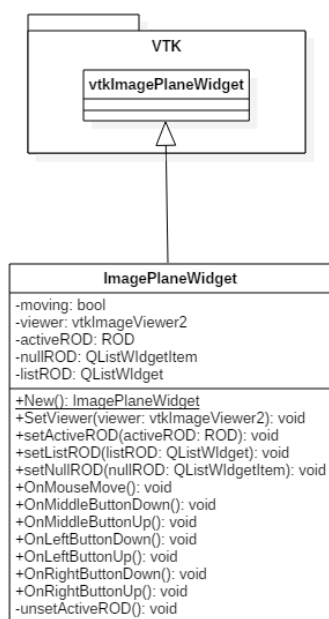 VTK
vtkImagePlaneWidget
ImagePlaneWidget
-moving: bool
-viewer: vtkImageViewer2
-activeROD: ROD
-nullROD: QListWIdgetItem
-listROD: QListWIdget
+New(): ImagePlaneWidget
+SetViewer(viewer: vtkImageViewer2): void
+setActiveROD(activeROD: ROD): void
+setListROD(listROD: QListWIdget): void
+setNullROD(nullROD: QListWIdgetItem): void
+OnMouseMove(): void
+OnMiddleButtonDown(): void
+OnMiddleButtonUp(): void
+OnLeftButtonDown(): void
+OnLeftButtonUp(): void
+OnRightButtonDown(): void
+OnRightButtonUp(): void
-unsetActiveROD(): void